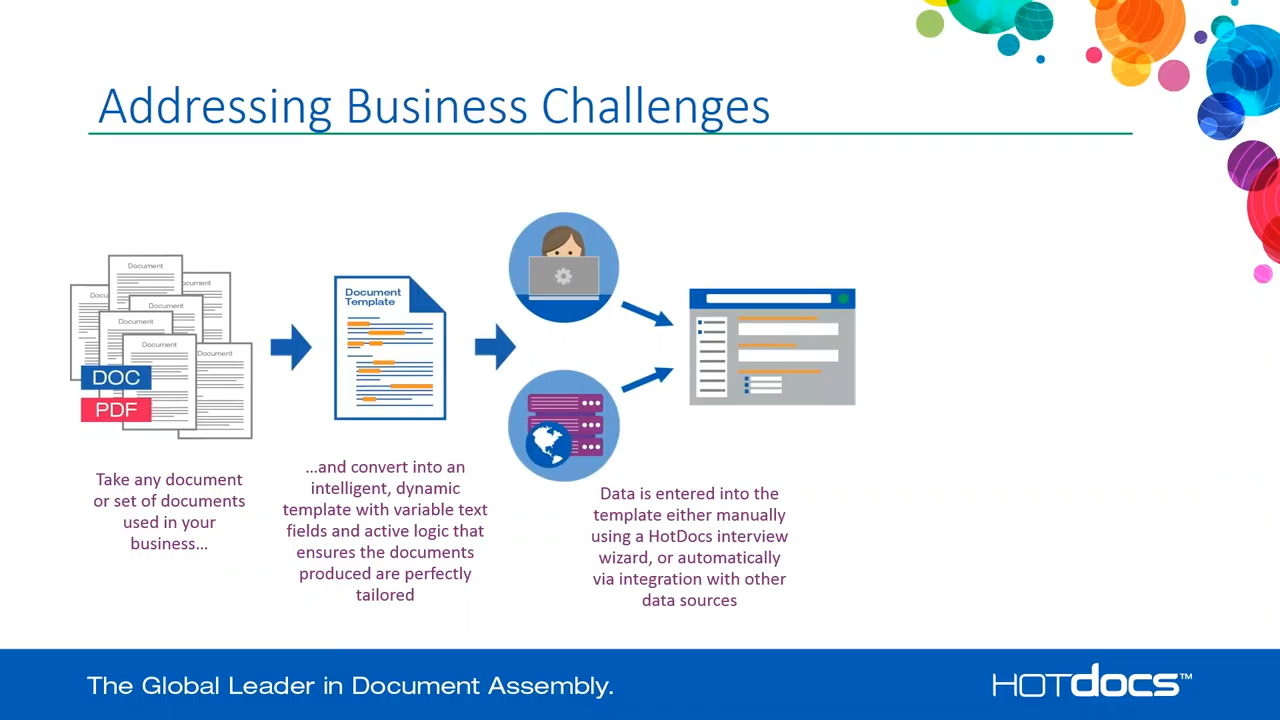 Addressing Business Challenges
Document
Docu
cument
Document
Document
Document
Document
DOC
PDF
Document
Template
Take any document
or set of documents
used in your
business...
...and convert into an
intelligent, dynamic
template with variable text
fields and active logic that
ensures the documents
produced are perfectly
tailored
Data is entered into the
template either manually
using a HotDocs interview
wizard, or automatically
via integration with other
data sources
The Global Leader in Document Assembly.
HOTdocs™